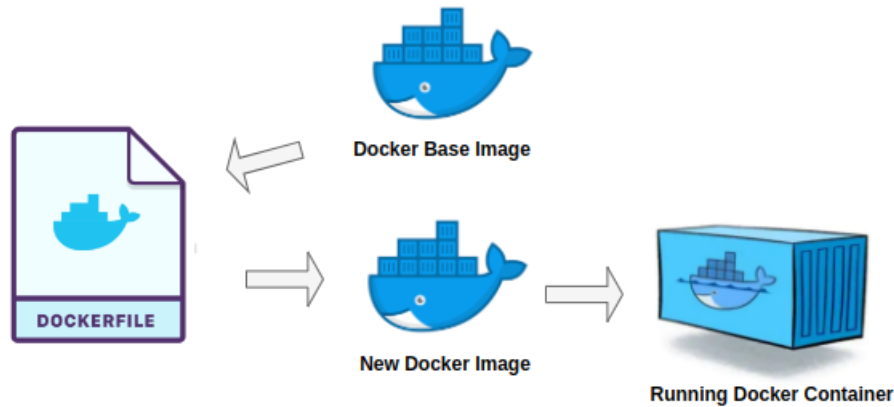 Docker Base Image
DOCKERFILE
New Docker Image
Running Docker Container